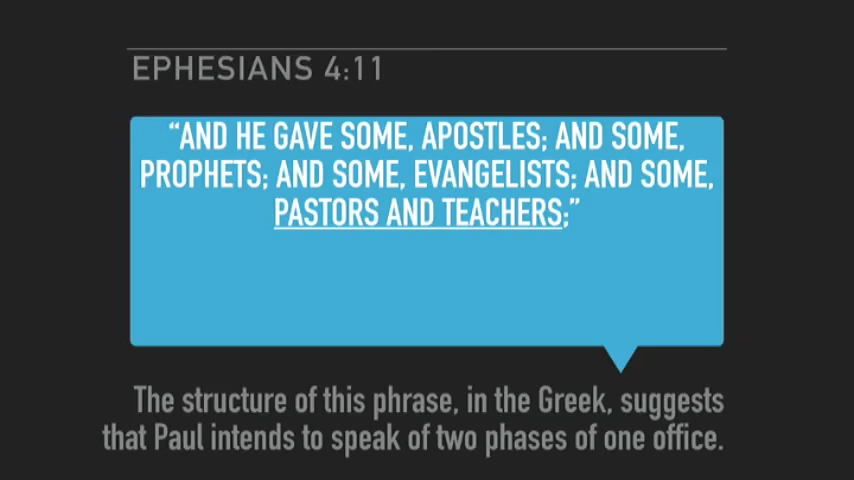 EPHESIANS 4:11
“AND HE GAVE SOME, APOSTLES; AND SOME,
PROPHETS; AND SOME, EVANGELISTS; AND SOME,
PASTORS AND TEACHERS;”
The structure of this phrase, in the Greek, suggests
that Paul intends to speak of two phases of one office.